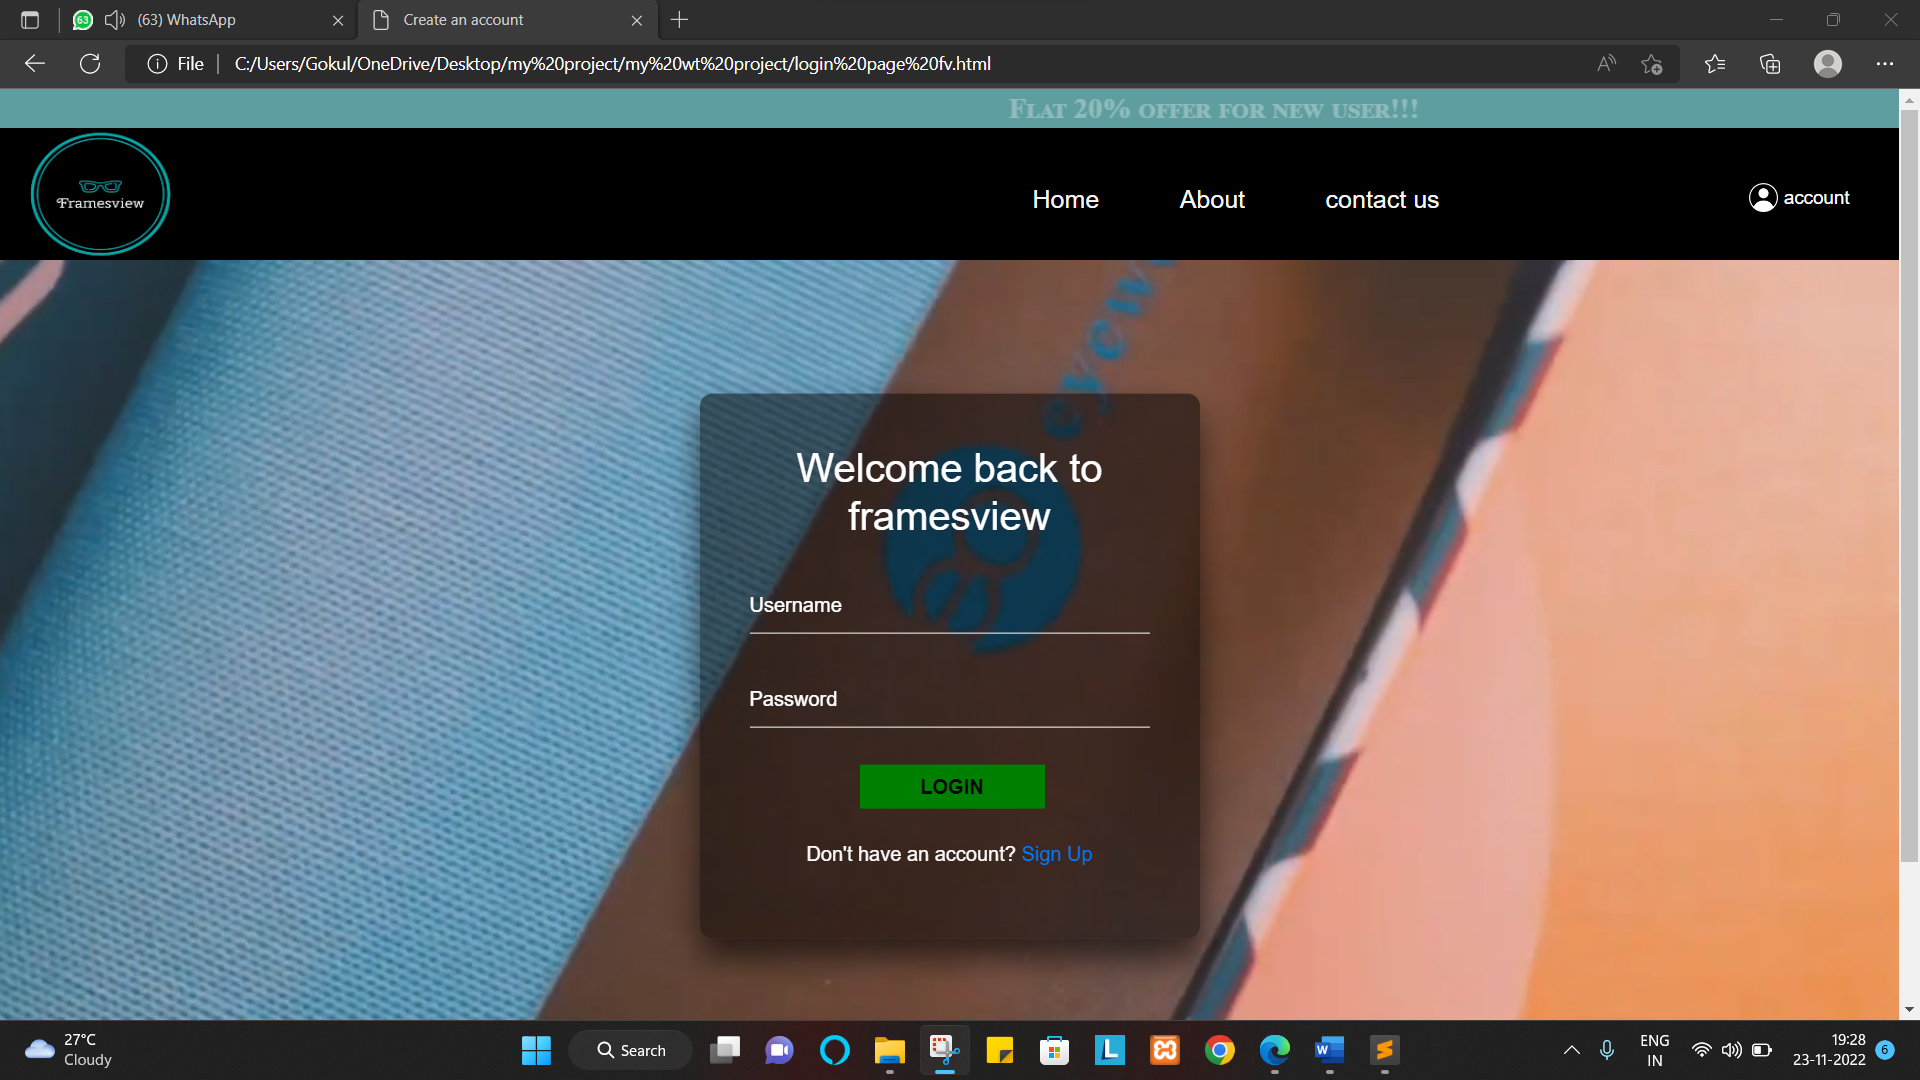 63
(63) WhatsApp
Create an account
File
C:/Users/Gokul/OneDrive/Desktop/my%20project/my%20wt%20project/login%20page%20fv.html
Flat 20% offer for new user!!!
Framesview
Home
About
contact us
account
Welcome back to
framesview
Username
Password
LOGIN
Don't have an account? Sign Up
27°C
Cloudy
Search
ENG
IN
19:28
23-11-2022
6